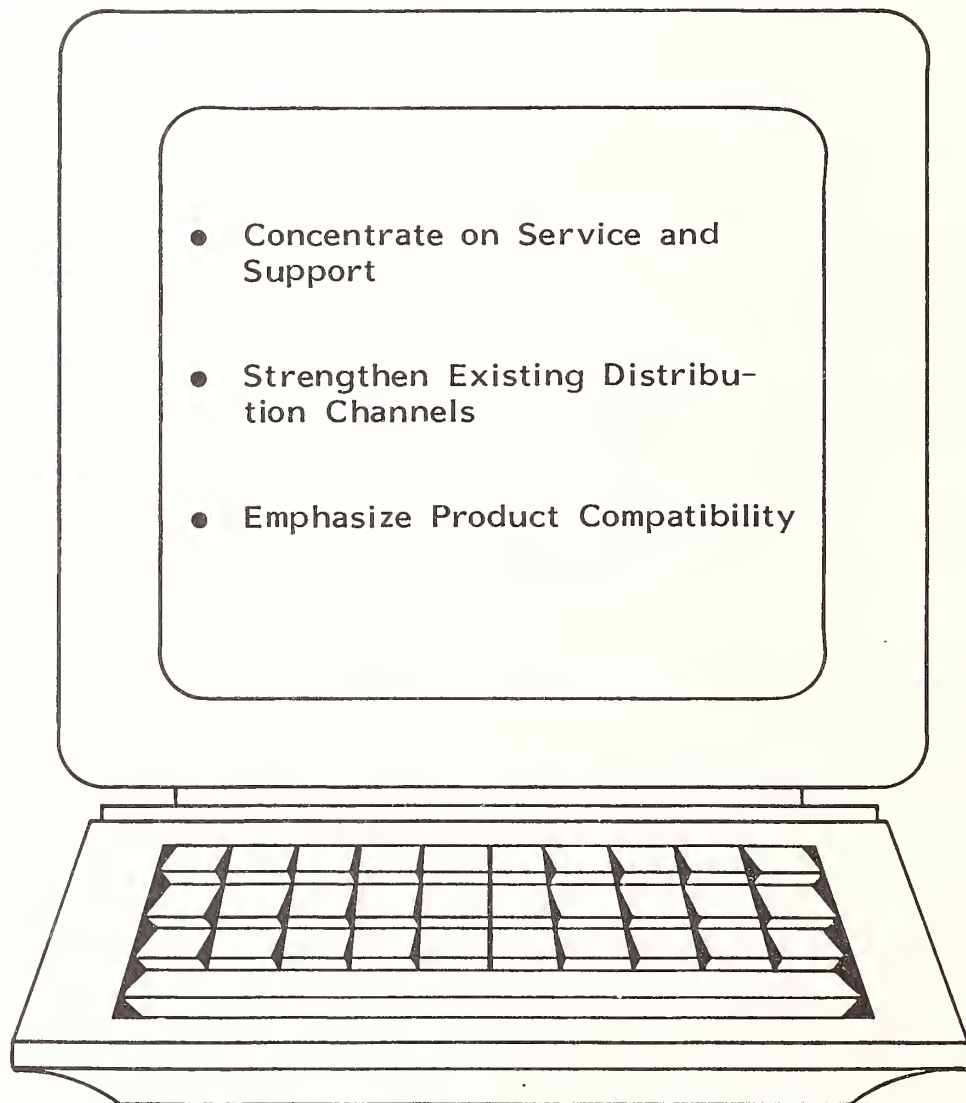 • Concentrate on Service and
Support
• Strengthen Existing Distribu-
tion Channels
• Emphasize Product Compatibility